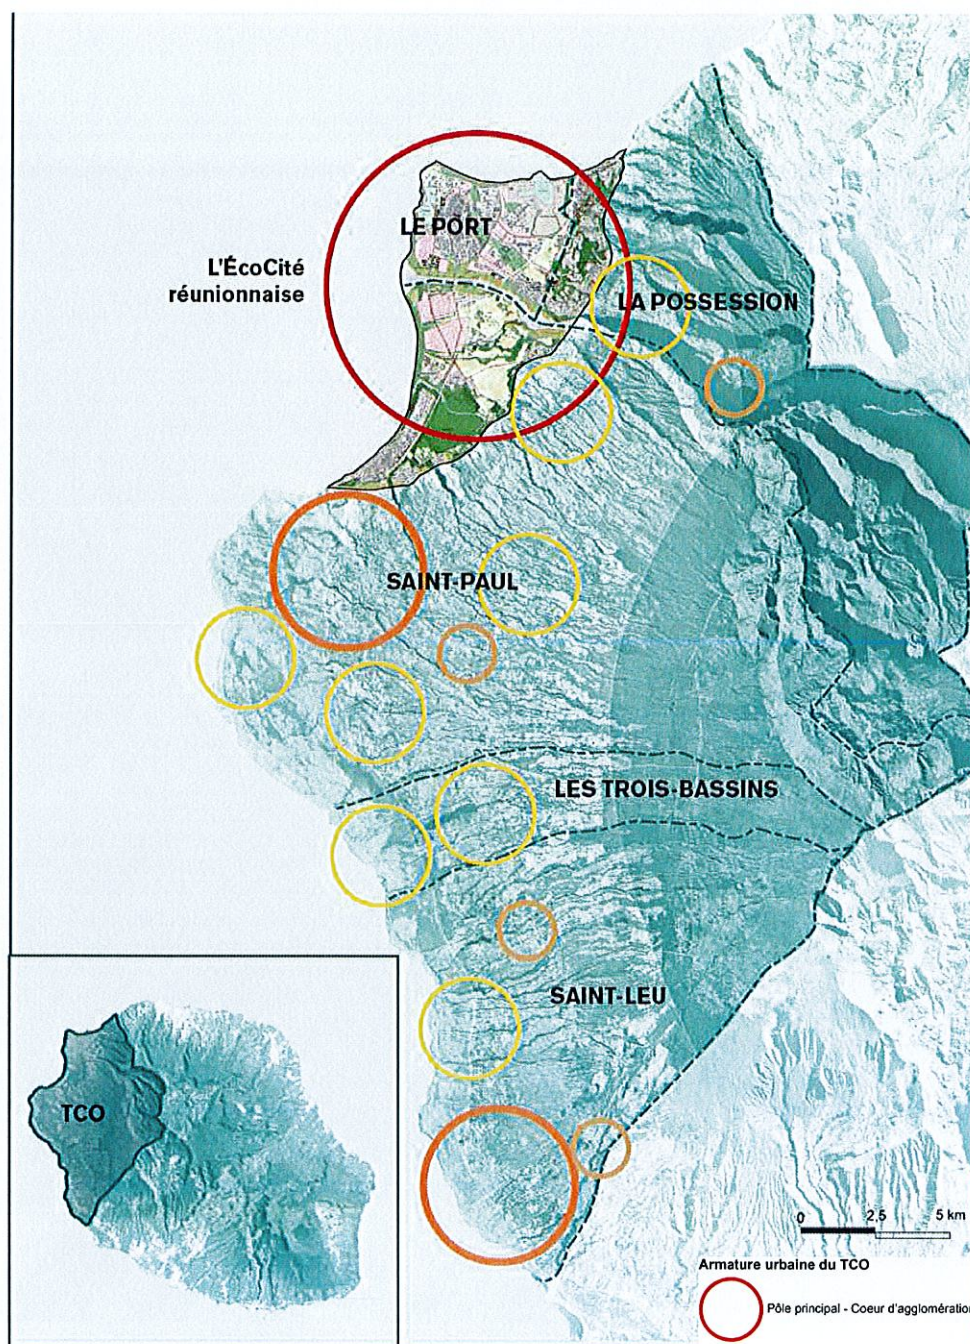 LE PORT
L'ÉcoCité
réunionnaise
LA POSSESSION
SAINT-PAUL
LES TROIS-BASSINS
SAINT-LEU
TCO
0 2,5 5 km
Armature urbaine du TCO
Pôle principal - Coeur d'agglomération